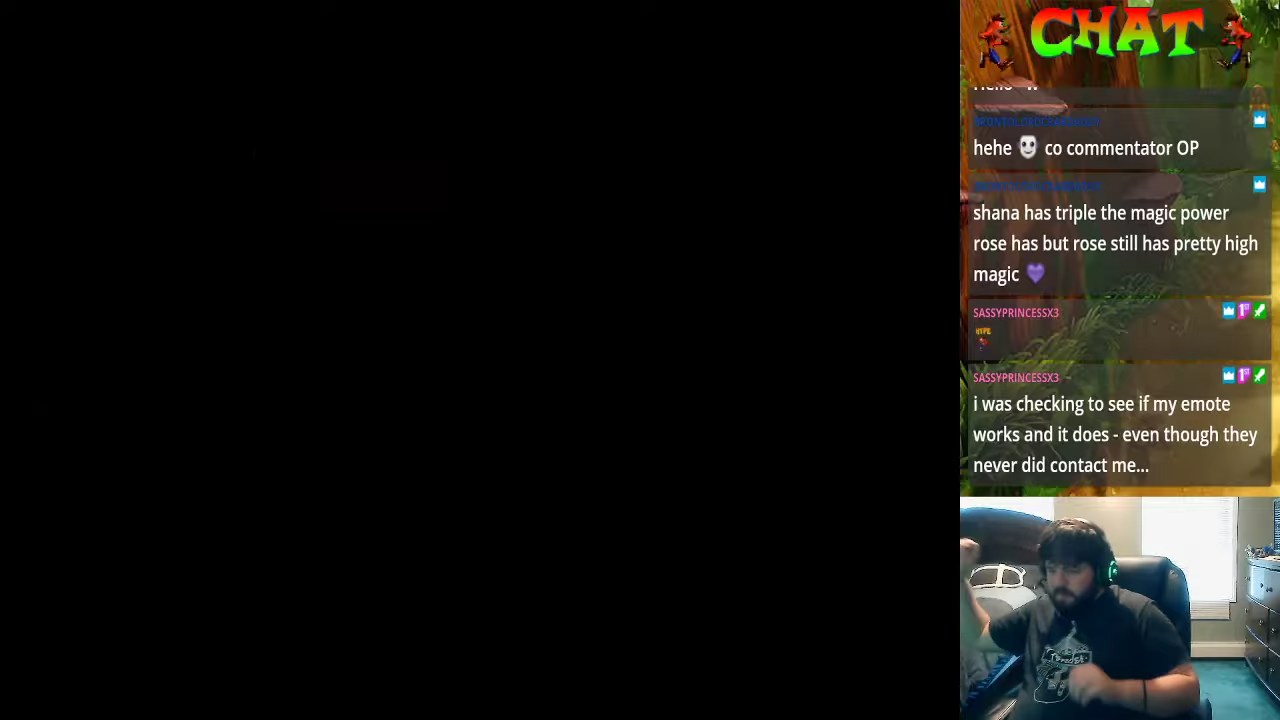 CHAT
hehe co commentator OP
shana has triple the magic power
rose has but rose still has pretty high
magic
SASSYPRINCESSX3
HYPE
SASSYPRINCESSX3
i was checking to see if my emote
works and it does - even though they
never did contact me...